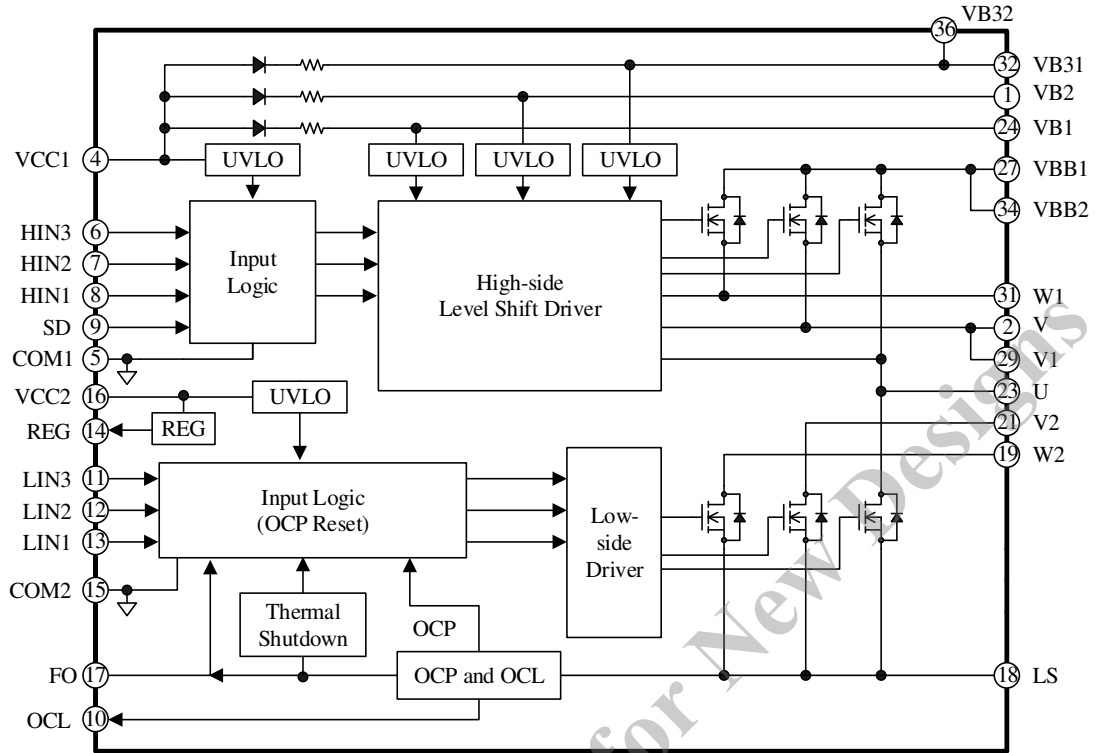 VB32
36
32 VB31
1 VB2
24 VB1
VCC1 4
UVLO UVLO UVLO UVLO
27 VBB1
34 VBB2
HIN3 6
HIN2 7
HIN1 8
SD 9
COM1 5
Input
Logic
High-side
Level Shift Driver
31 W1
2 V
29 V1
23 U
21 V2
19 W2
VCC2 16
UVLO
REG 14
REG
LIN3 11
LIN2 12
LIN1 13
Input Logic
(OCP Reset)
Low-
side
Driver
COM2 15
Thermal
Shutdown
OCP
FO 17
OCP and OCL
18 LS
OCL 10
for New Designs